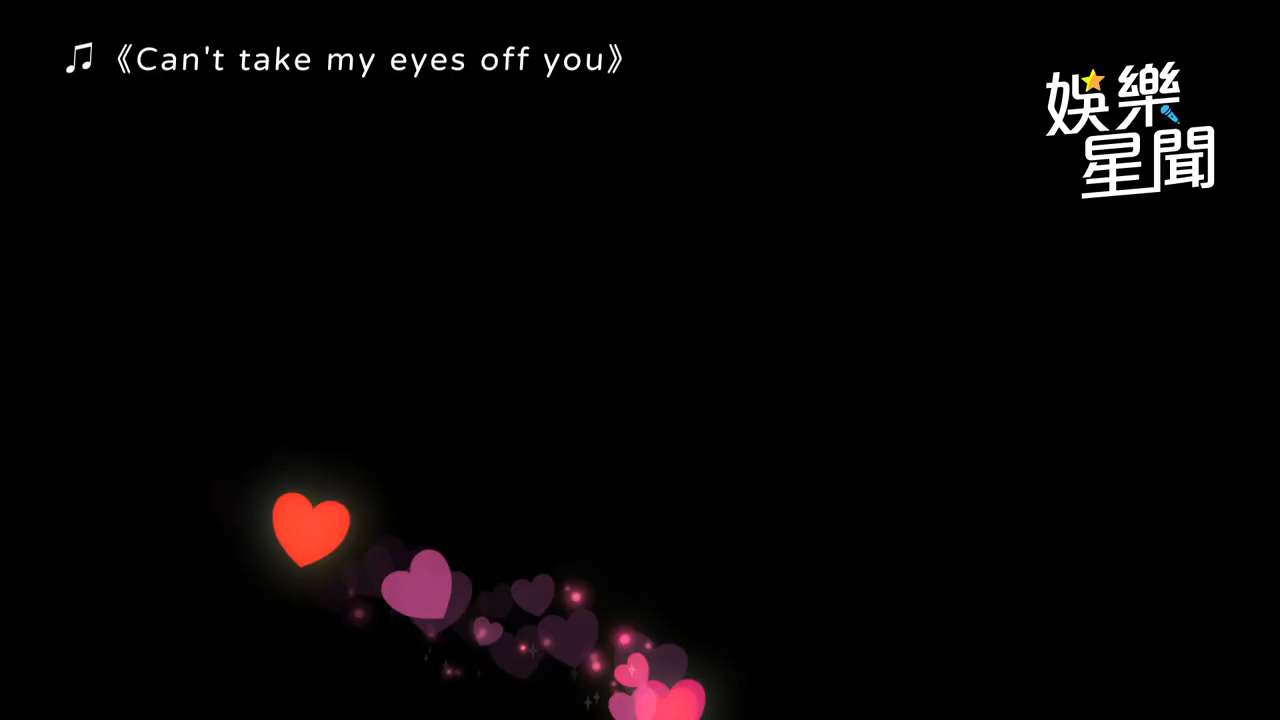 ♫《Can't take my eyes off you》
娛樂
星聞